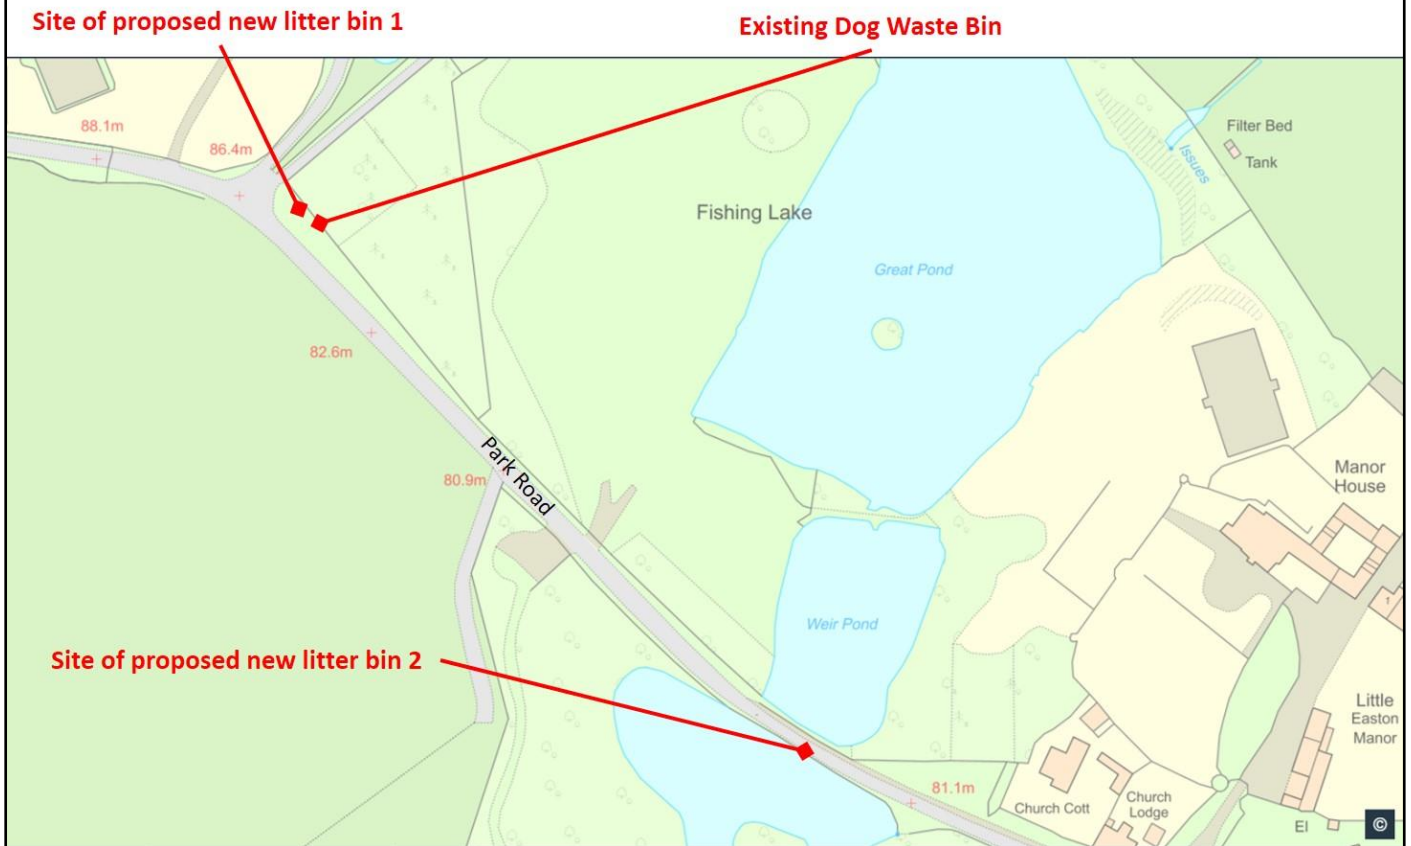 Site of proposed new litter bin 1
Existing Dog Waste Bin
88.1m
86.4m
Filter Bed
Tank
Issues
Fishing Lake
Great Pond
82.6m
Park Road
80.9m
Manor
House
1
Weir Pond
Site of proposed new litter bin 2
Little
Easton
Manor
81.1m
Church Cott
Church
Lodge
El
©